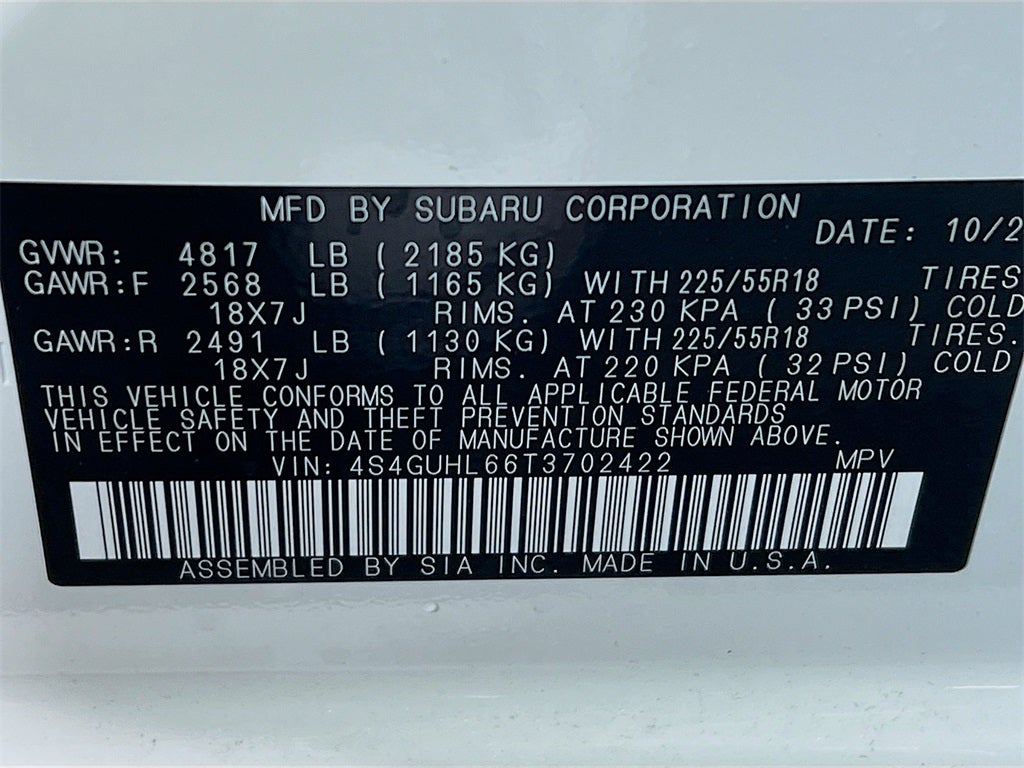 MFD BY SUBARU CORPORATION
DATE: 10/2
GVWR: 4817 LB ( 2185 KG)
GAWR:F 2568 LB ( 1165 KG) WITH 225/55R18 TIRES
18X7J RIMS. AT 230 KPA ( 33 PSI) COLD
GAWR:R 2491 LB ( 1130 KG) WITH 225/55R18 TIRES.
18X7J RIMS. AT 220 KPA ( 32 PSI) COLD
THIS VEHICLE CONFORMS TO ALL APPLICABLE FEDERAL MOTOR
VEHICLE SAFETY AND THEFT PREVENTION STANDARDS
IN EFFECT ON THE DATE OF MANUFACTURE SHOWN ABOVE.
VIN: 4S4GUHL66T3702422 MPV
ASSEMBLED BY SIA INC. MADE IN U.S.A.